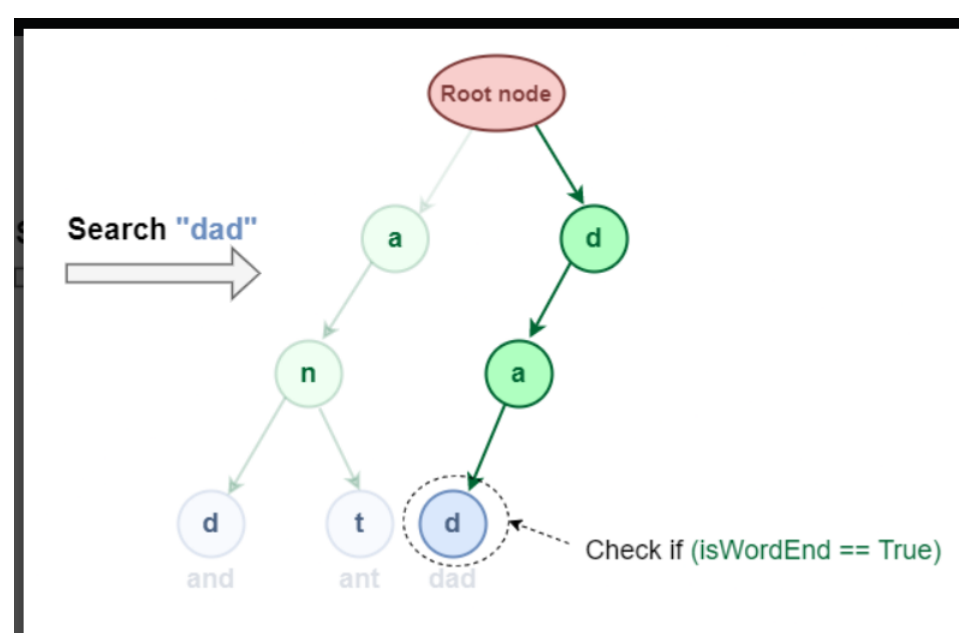 Root node
Search "dad"
a
d
n
a
d
t
d
Check if (isWordEnd == True)
and
ant
dad